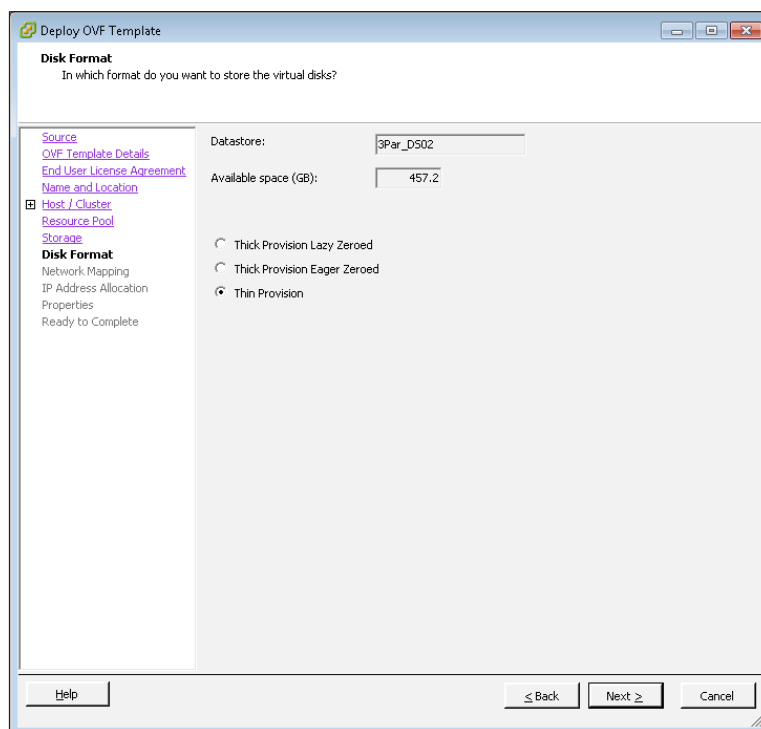 Deploy OVF Template
Disk Format
In which format do you want to store the virtual disks?
Source
OVF Template Details
End User License Agreement
Name and Location
Host / Cluster
Resource Pool
Storage
Disk Format
Network Mapping
IP Address Allocation
Properties
Ready to Complete
Datastore:
3Par_DS02
Available space (GB):
457.2
Thick Provision Lazy Zeroed
Thick Provision Eager Zeroed
Thin Provision
Help
< Back
Next >
Cancel